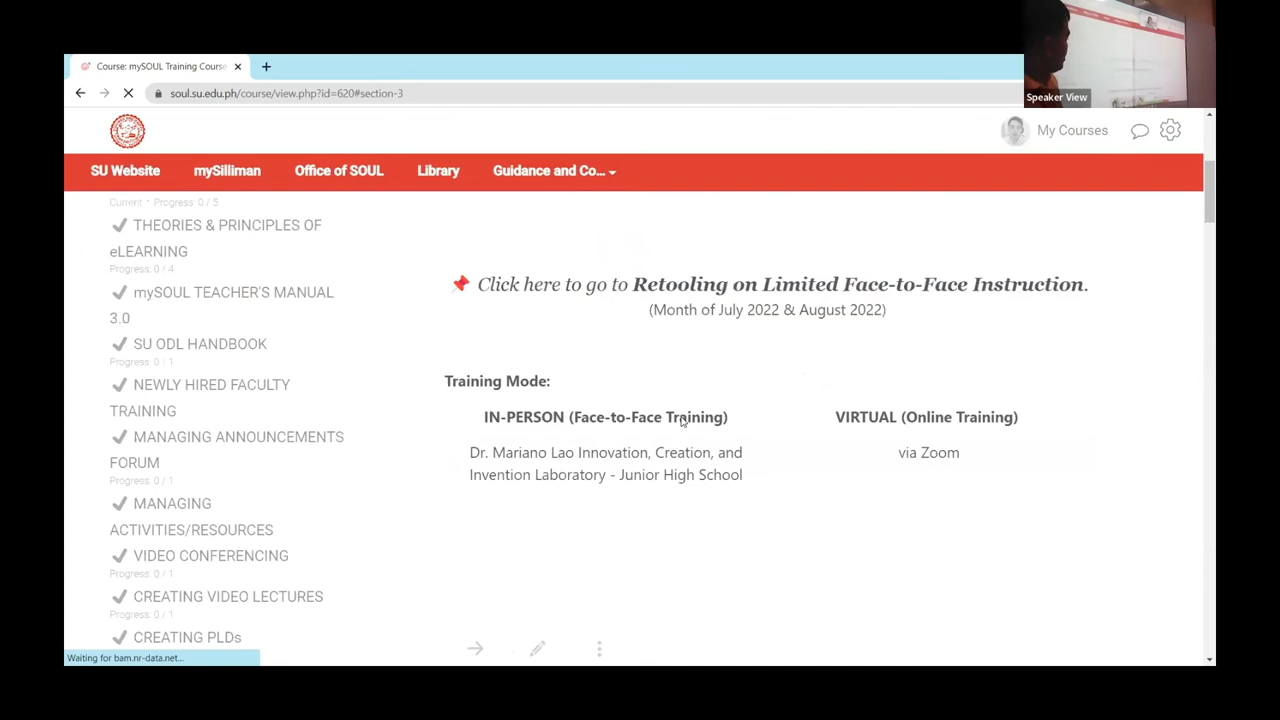 Course: mySOUL Training Course
soul.su.edu.ph/course/view.php?id=620#section-3
Speaker View
My Courses
SU Website
mySilliman
Office of SOUL
Library
Guidance and Co...
Current • Progress: 0 / 5
THEORIES & PRINCIPLES OF
eLEARNING
Progress: 0 / 4
mySOUL TEACHER'S MANUAL
3.0
SU ODL HANDBOOK
Progress: 0 / 1
NEWLY HIRED FACULTY
TRAINING
MANAGING ANNOUNCEMENTS
FORUM
Progress: 0 / 1
MANAGING
ACTIVITIES/RESOURCES
VIDEO CONFERENCING
Progress: 0 / 1
CREATING VIDEO LECTURES
Progress: 0 / 1
CREATING PLDs
Click here to go to Retooling on Limited Face-to-Face Instruction.
(Month of July 2022 & August 2022)
Training Mode:
IN-PERSON (Face-to-Face Training)
Dr. Mariano Lao Innovation, Creation, and
Invention Laboratory - Junior High School
VIRTUAL (Online Training)
via Zoom
Waiting for bam.nr-data.net...